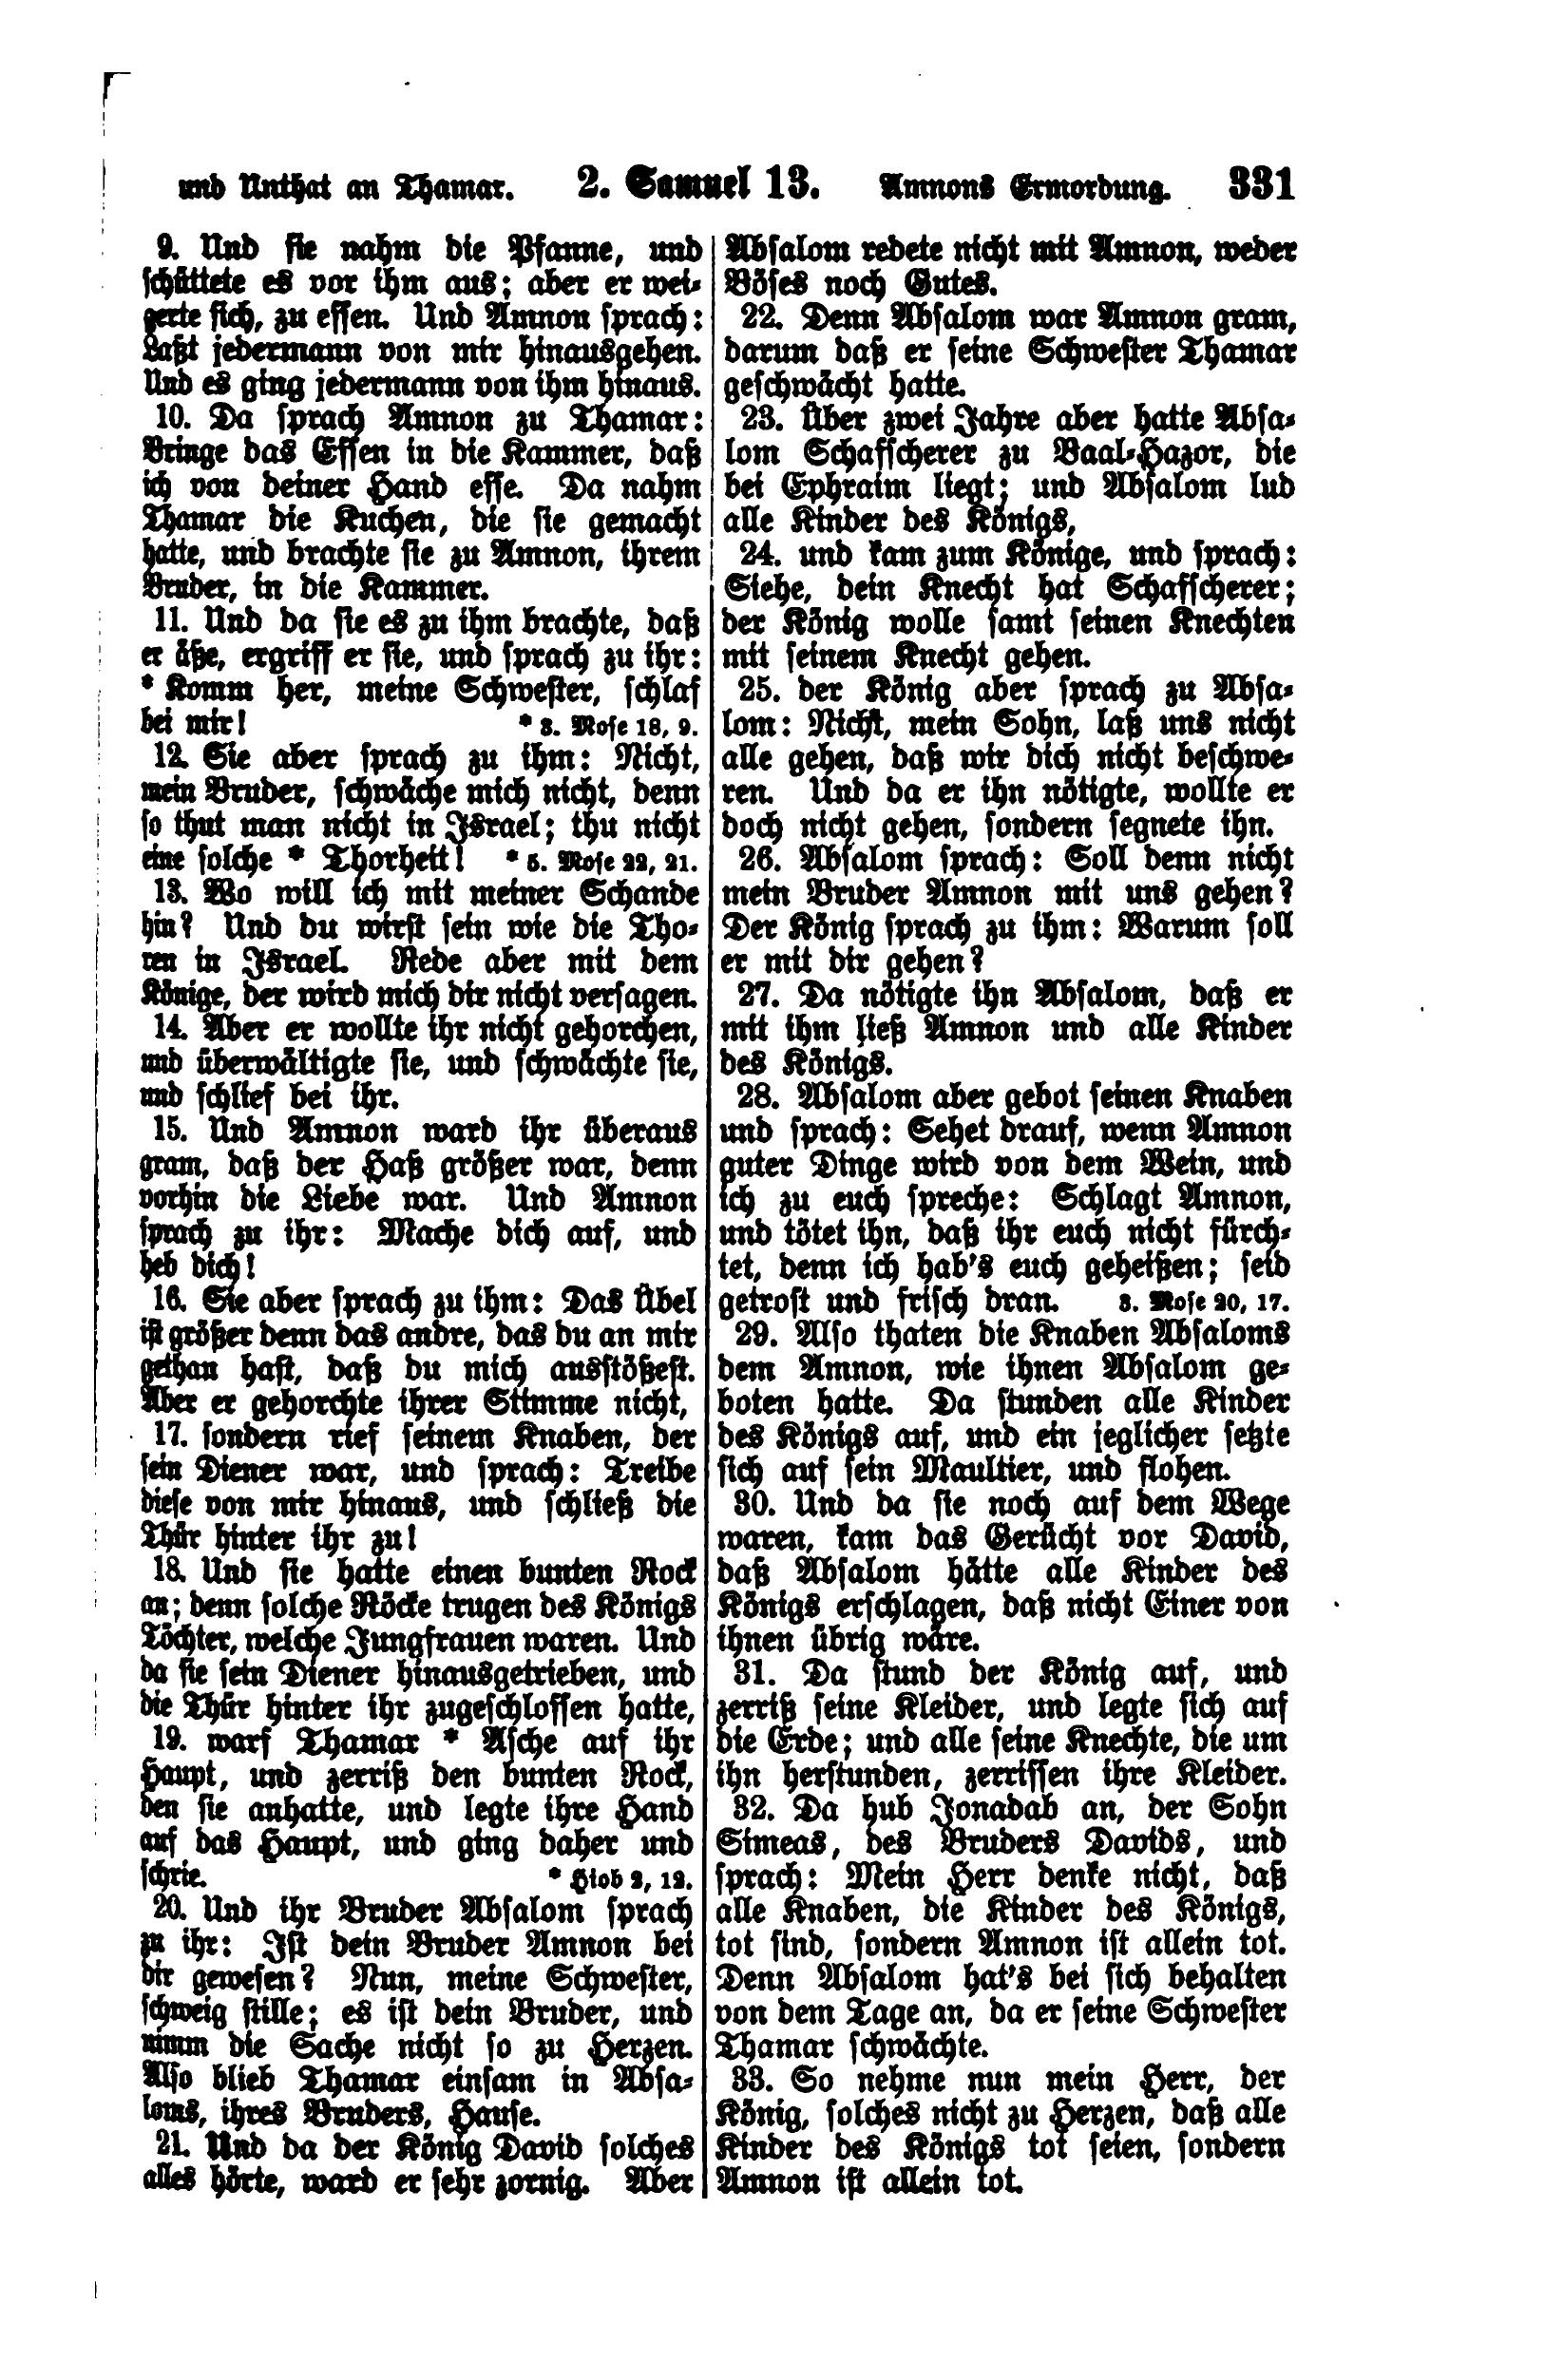 und Unthat an Thamar. 2. Samuel 13. Amnons Ermordung. 331
9. Und sie nahm die Pfanne, und
schüttete es vor ihm aus; aber er wei-
gerte sich, zu essen. Und Amnon sprach:
Laßt jedermann von mir hinausgehen.
Und es ging jedermann von ihm hinaus.
10. Da sprach Amnon zu Thamar:
Bringe das Essen in die Kammer, daß
ich von deiner Hand esse. Da nahm
Thamar die Kuchen, die sie gemacht
hatte, und brachte sie zu Amnon, ihrem
Bruder, in die Kammer.
11. Und da sie es zu ihm brachte, daß
er äße, ergriff er sie, und sprach zu ihr:
* Komm her, meine Schwester, schlaf
bei mir! * 3. Mose 18, 9.
12. Sie aber sprach zu ihm: Nicht,
mein Bruder, schwäche mich nicht, denn
so thut man nicht in Israel; thu nicht
eine solche * Thorheit! * 5. Mose 22, 21.
13. Wo will ich mit meiner Schande
hin? Und du wirst sein wie die Tho-
ren in Israel. Rede aber mit dem
Könige, der wird mich dir nicht versagen.
14. Aber er wollte ihr nicht gehorchen,
und überwältigte sie, und schwächte sie,
und schlief bei ihr.
15. Und Amnon ward ihr überaus
gram, daß der Haß größer war, denn
vorhin die Liebe war. Und Amnon
sprach zu ihr: Mache dich auf, und
heb dich!
16. Sie aber sprach zu ihm: Das Übel
ist größer denn das andre, das du an mir
gethan hast, daß du mich ausstößest.
Aber er gehorchte ihrer Stimme nicht,
17. sondern rief seinem Knaben, der
sein Diener war, und sprach: Treibe
diese von mir hinaus, und schließ die
Thür hinter ihr zu!
18. Und sie hatte einen bunten Rock
an; denn solche Röcke trugen des Königs
Töchter, welche Jungfrauen waren. Und
da sie sein Diener hinausgetrieben, und
die Thür hinter ihr zugeschlossen hatte,
19. warf Thamar * Asche auf ihr
Haupt, und zerriß den bunten Rock,
den sie anhatte, und legte ihre Hand
auf das Haupt, und ging daher und
schrie. * Hiob 2, 12.
20. Und ihr Bruder Absalom sprach
zu ihr: Ist dein Bruder Amnon bei
dir gewesen? Nun, meine Schwester,
schweig stille; es ist dein Bruder, und
nimm die Sache nicht so zu Herzen.
Also blieb Thamar einsam in Absa-
loms, ihres Bruders, Hause.
21. Und da der König David solches
alles hörte, ward er sehr zornig. Aber
Absalom redete nicht mit Amnon, weder
Böses noch Gutes.
22. Denn Absalom war Amnon gram,
darum daß er seine Schwester Thamar
geschwächt hatte.
23. Über zwei Jahre aber hatte Absa-
lom Schafscherer zu Baal-Hazor, die
bei Ephraim liegt; und Absalom lud
alle Kinder des Königs,
24. und kam zum Könige, und sprach:
Siehe, dein Knecht hat Schafscherer;
der König wolle samt seinen Knechten
mit seinem Knecht gehen.
25. der König aber sprach zu Absa-
lom: Nicht, mein Sohn, laß uns nicht
alle gehen, daß wir dich nicht beschwe-
ren. Und da er ihn nötigte, wollte er
doch nicht gehen, sondern segnete ihn.
26. Absalom sprach: Soll denn nicht
mein Bruder Amnon mit uns gehen?
Der König sprach zu ihm: Warum soll
er mit dir gehen?
27. Da nötigte ihn Absalom, daß er
mit ihm ließ Amnon und alle Kinder
des Königs.
28. Absalom aber gebot seinen Knaben
und sprach: Sehet drauf, wenn Amnon
guter Dinge wird von dem Wein, und
ich zu euch spreche: Schlagt Amnon,
und tötet ihn, daß ihr euch nicht fürch-
tet, denn ich hab's euch geheißen; seid
getrost und frisch dran. 3. Mose 20, 17.
29. Also thaten die Knaben Absaloms
dem Amnon, wie ihnen Absalom ge-
boten hatte. Da stunden alle Kinder
des Königs auf, und ein jeglicher setzte
sich auf sein Maultier, und flohen.
30. Und da sie noch auf dem Wege
waren, kam das Gerücht vor David,
daß Absalom hätte alle Kinder des
Königs erschlagen, daß nicht Einer von
ihnen übrig wäre.
31. Da stund der König auf, und
zerriß seine Kleider, und legte sich auf
die Erde; und alle seine Knechte, die um
ihn herstunden, zerrissen ihre Kleider.
32. Da hub Jonadab an, der Sohn
Simeas, des Bruders Davids, und
sprach: Mein Herr denke nicht, daß
alle Knaben, die Kinder des Königs,
tot sind, sondern Amnon ist allein tot.
Denn Absalom hat's bei sich behalten
von dem Tage an, da er seine Schwester
Thamar schwächte.
33. So nehme nun mein Herr, der
König, solches nicht zu Herzen, daß alle
Kinder des Königs tot seien, sondern
Amnon ist allein tot.